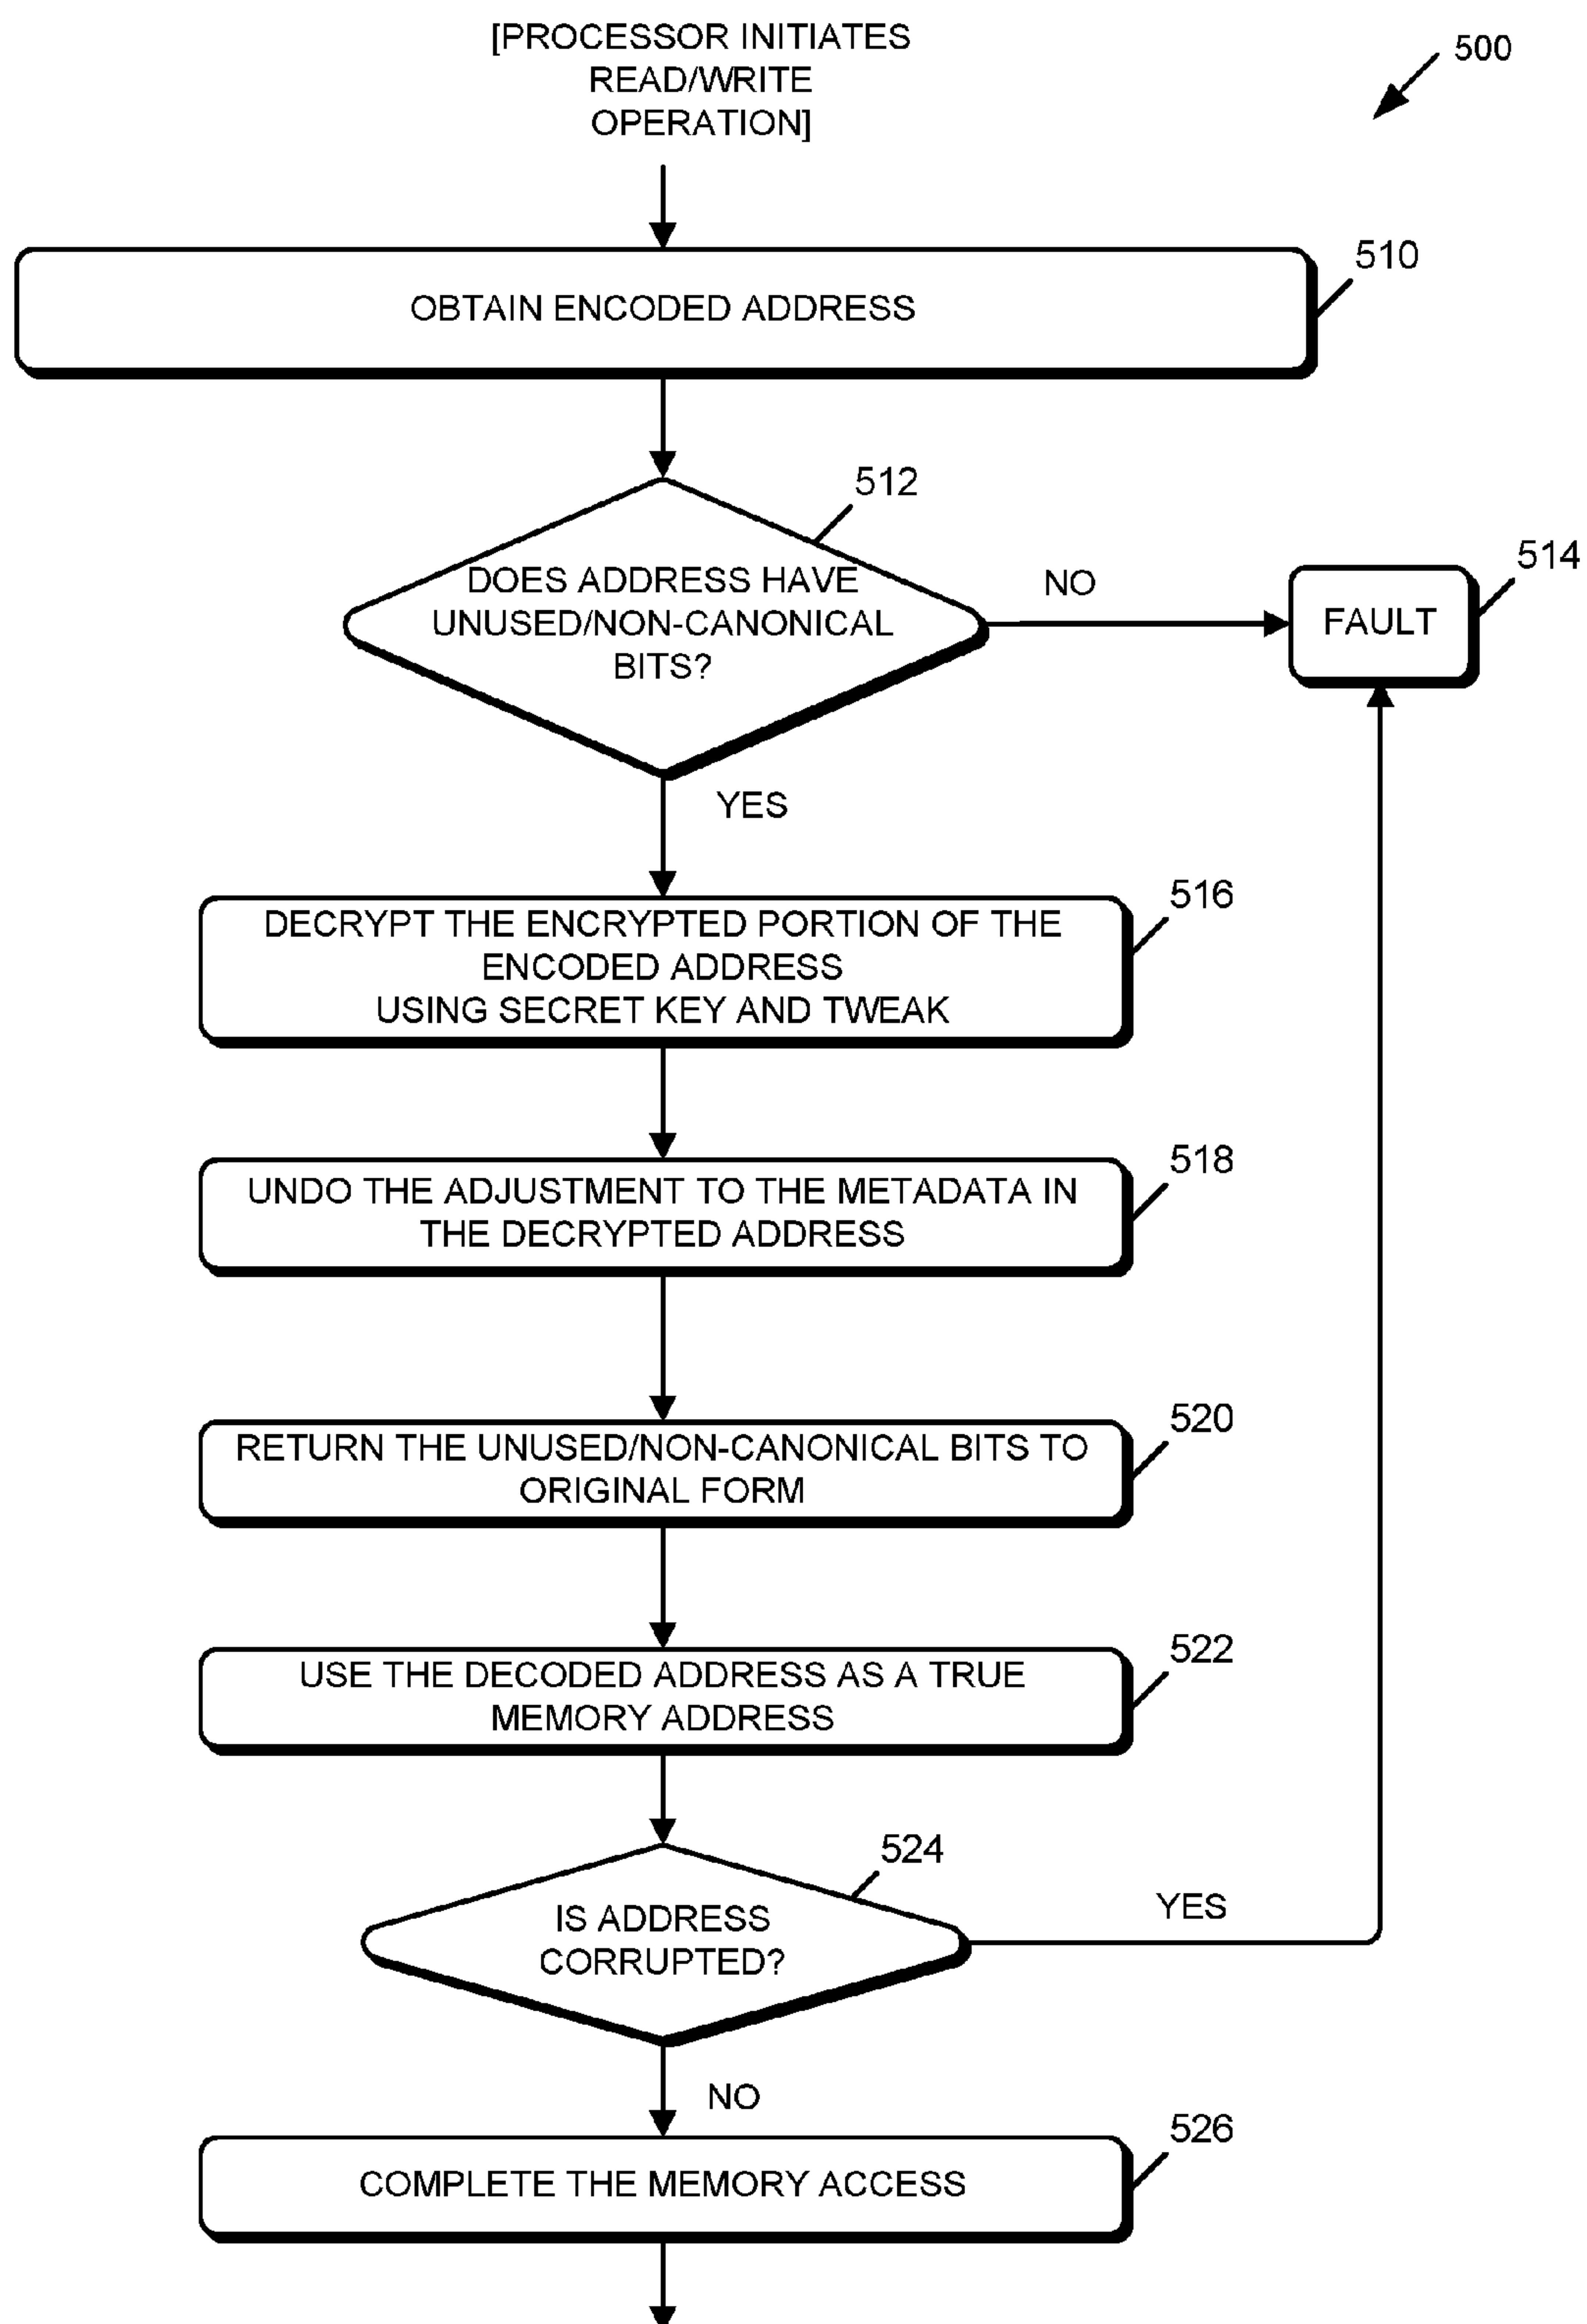 [PROCESSOR INITIATES
READ/WRITE
OPERATION]
500
510
OBTAIN ENCODED ADDRESS
512
DOES ADDRESS HAVE
UNUSED/NON-CANONICAL
BITS?
NO
514
FAULT
YES
516
DECRYPT THE ENCRYPTED PORTION OF THE
ENCODED ADDRESS
USING SECRET KEY AND TWEAK
518
UNDO THE ADJUSTMENT TO THE METADATA IN
THE DECRYPTED ADDRESS
520
RETURN THE UNUSED/NON-CANONICAL BITS TO
ORIGINAL FORM
522
USE THE DECODED ADDRESS AS A TRUE
MEMORY ADDRESS
524
IS ADDRESS
CORRUPTED?
YES
NO
526
COMPLETE THE MEMORY ACCESS